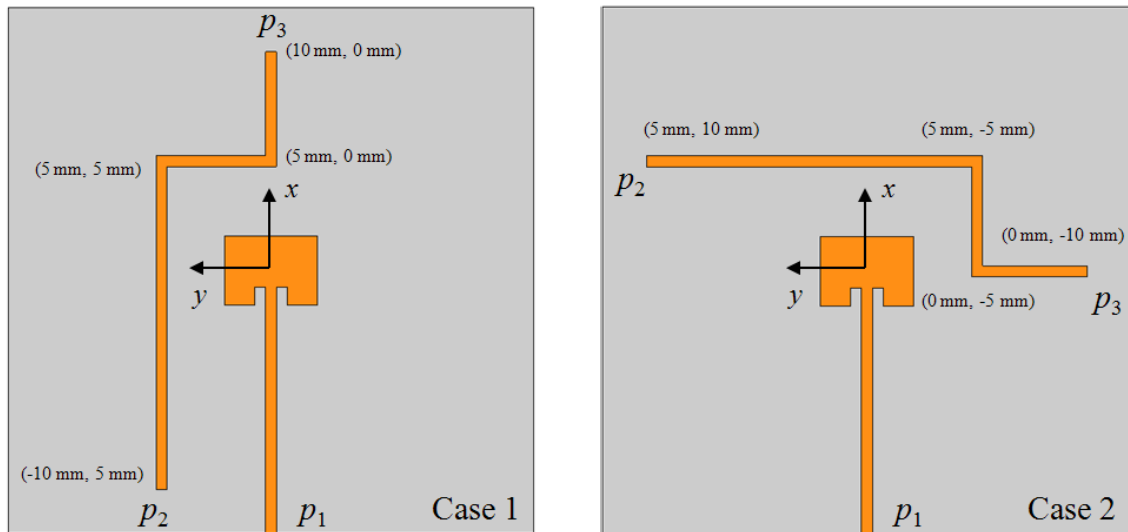 p3
(10 mm, 0 mm)
(5 mm, 5 mm)
(5 mm, 0 mm)
x
y
(-10 mm, 5 mm)
p2
p1
Case 1
(5 mm, 10 mm)
(5 mm, -5 mm)
p2
x
(0 mm, -10 mm)
y
(0 mm, -5 mm)
p3
p1
Case 2